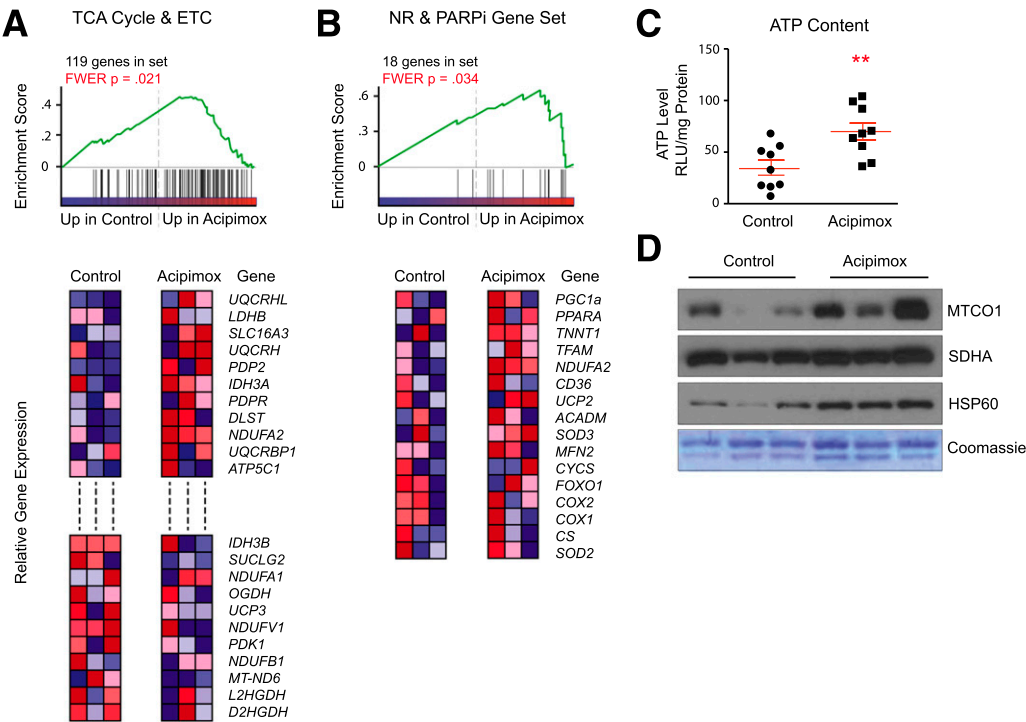 A
TCA Cycle & ETC
119 genes in set
FWER p = .021
Enrichment Score
.4
.2
0
Up in Control
Up in Acipimox
Control
Acipimox
Gene
Relative Gene Expression
UQCRHL
LDHB
SLC16A3
UQCRH
PDP2
IDH3A
PDPR
DLST
NDUFA2
UQCRBP1
ATP5C1
IDH3B
SUCLG2
NDUFA1
OGDH
UCP3
NDUFV1
PDK1
NDUFB1
MT-ND6
L2HGDH
D2HGDH
B
NR & PARPi Gene Set
18 genes in set
FWER p = .034
Enrichment Score
.6
.3
0
Up in Control
Up in Acipimox
Control
Acipimox
Gene
PGC1a
PPARA
TNNT1
TFAM
NDUFA2
CD36
UCP2
ACADM
SOD3
MFN2
CYCS
FOXO1
COX2
COX1
CS
SOD2
C
ATP Content
ATP Level
RLU/mg Protein
150
100
50
0
**
Control
Acipimox
D
Control
Acipimox
MTCO1
SDHA
HSP60
Coomassie